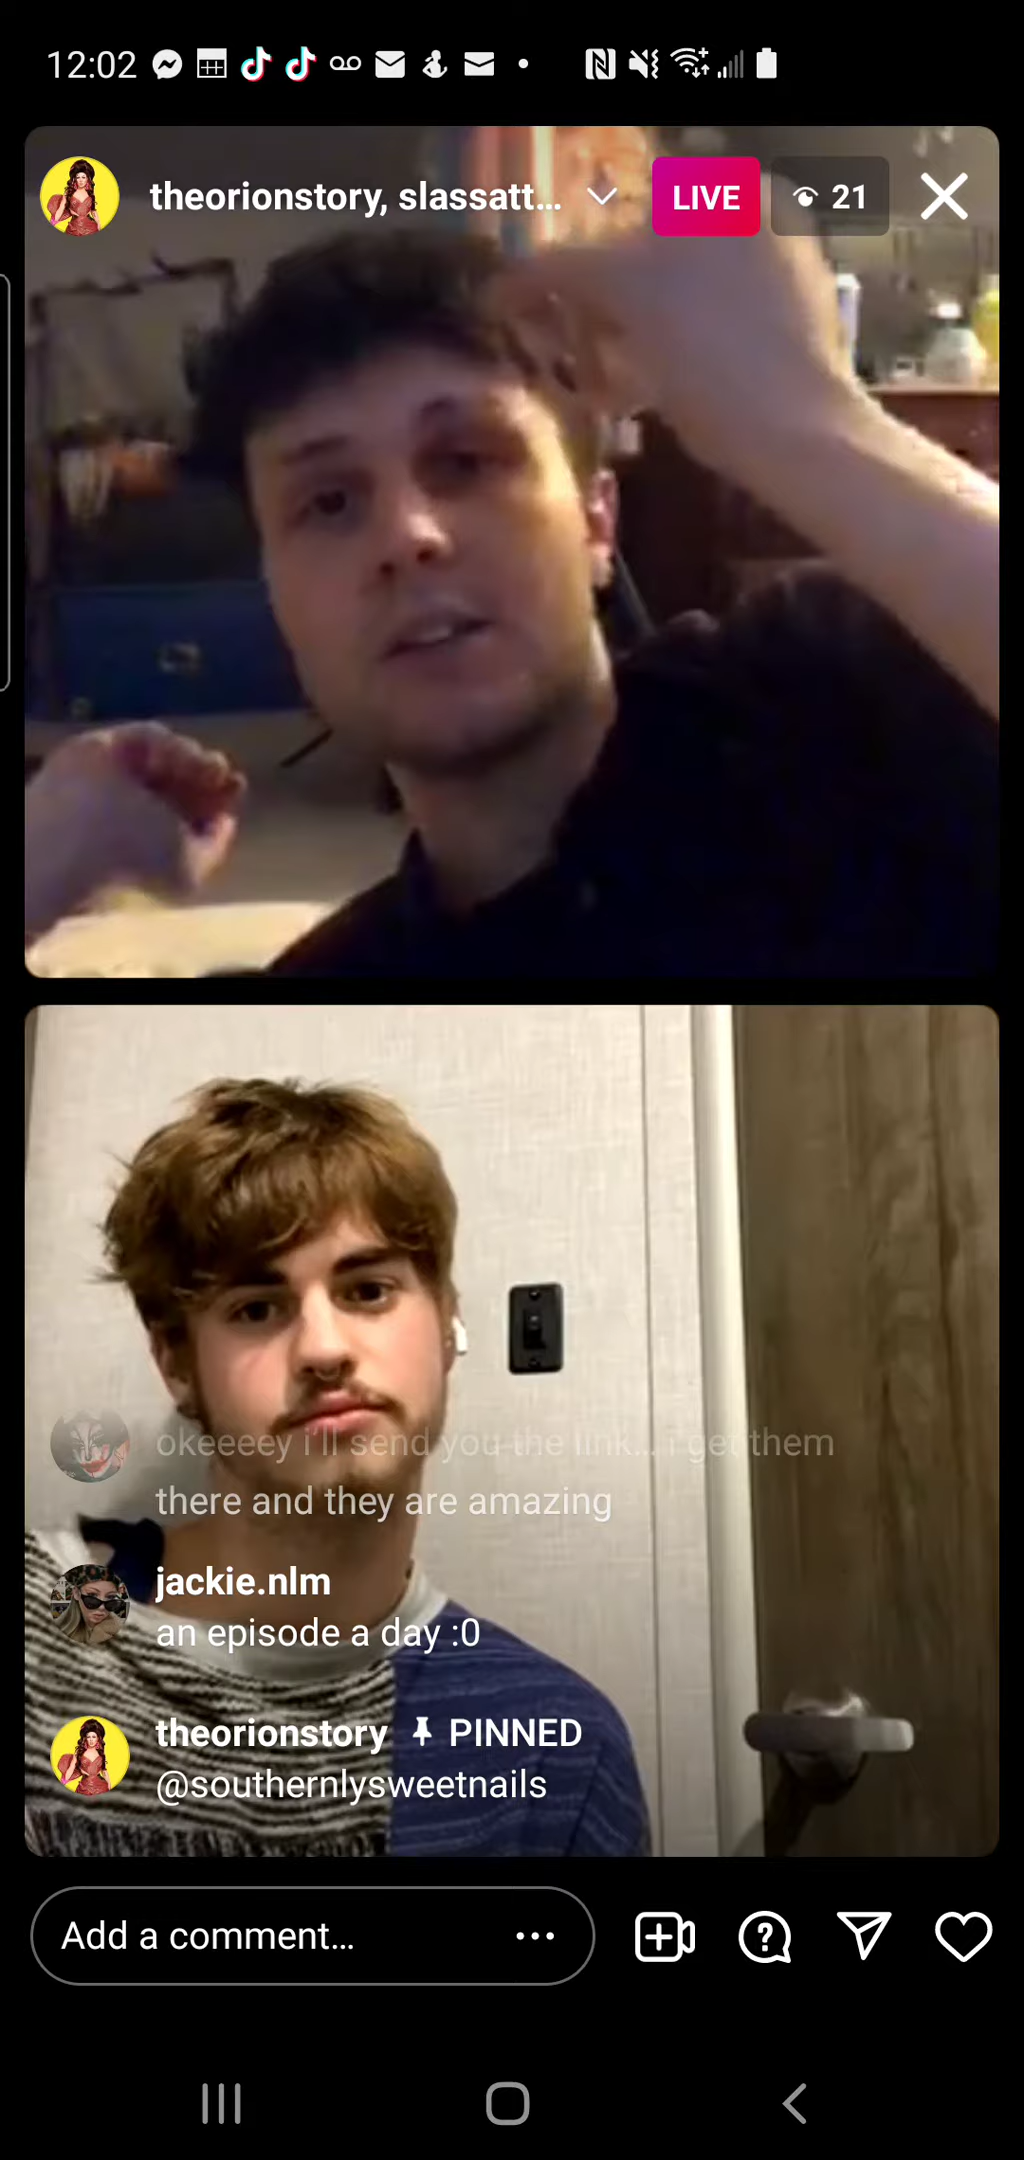 12:02
theorionstory, slassatt...
LIVE
21
okeeeey i'll send you the link... i get them
there and they are amazing
jackie.nlm
an episode a day :0
theorionstory PINNED
@southernlysweetnails
Add a comment...